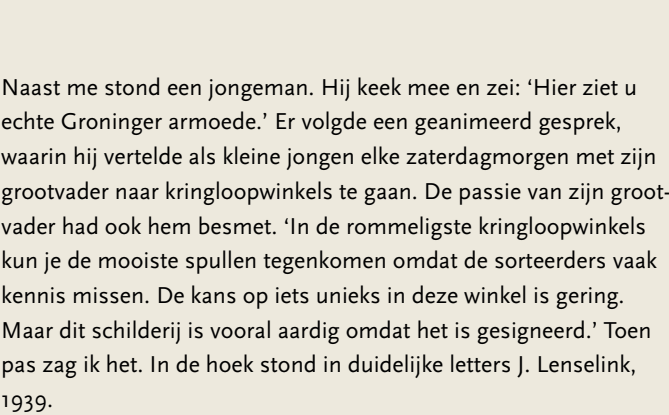 Naast me stond een jongeman. Hij keek mee en zei: ‘Hier ziet u
echte Groninger armoede.’ Er volgde een geanimeerd gesprek,
waarin hij vertelde als kleine jongen elke zaterdagmorgen met zijn
grootvader naar kringloopwinkels te gaan. De passie van zijn groot-
vader had ook hem besmet. ‘In de rommeligste kringloopwinkels
kun je de mooiste spullen tegenkomen omdat de sorteerders vaak
kennis missen. De kans op iets unieks in deze winkel is gering.
Maar dit schilderij is vooral aardig omdat het is gesigneerd.’ Toen
pas zag ik het. In de hoek stond in duidelijke letters J. Lenselink,
1939.